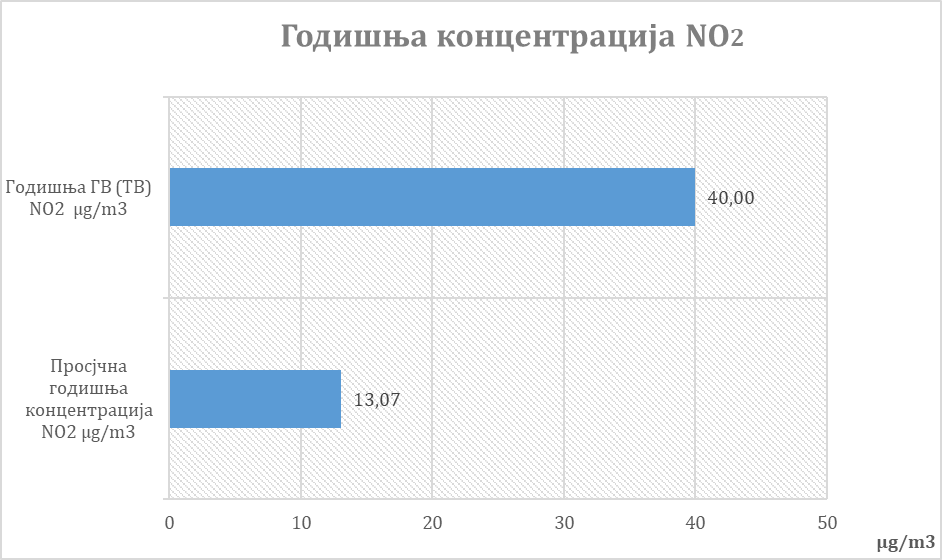 Годишња концентрација NO2
Годишња ГВ (ТВ)
NO2 µg/m3
40,00
Просјчна
годишња
концентрација
NO2 µg/m3
13,07
0 10 20 30 40 50
µg/m3